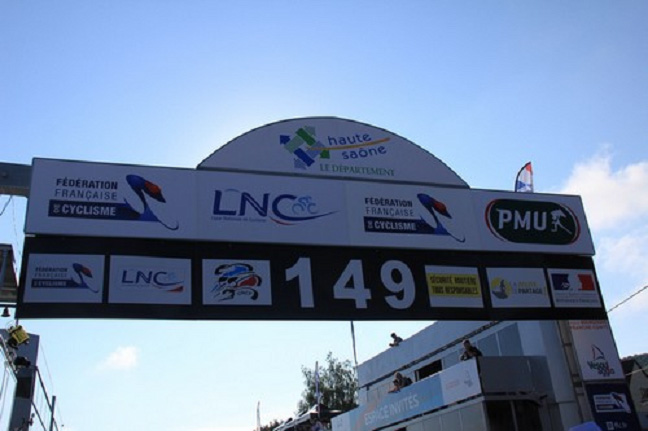 haute
saône
LE DÉPARTEMENT
FÉDÉRATION
FRANÇAISE
DE CYCLISME
LNC
FÉDÉRATION
FRANÇAISE
DE CYCLISME
PMU
FÉDÉRATION
FRANÇAISE
DE CYCLISME
LNC
149
SÉCURITÉ ROUTIÈRE
TOUS RESPONSABLES
ESPACE INVITÉS